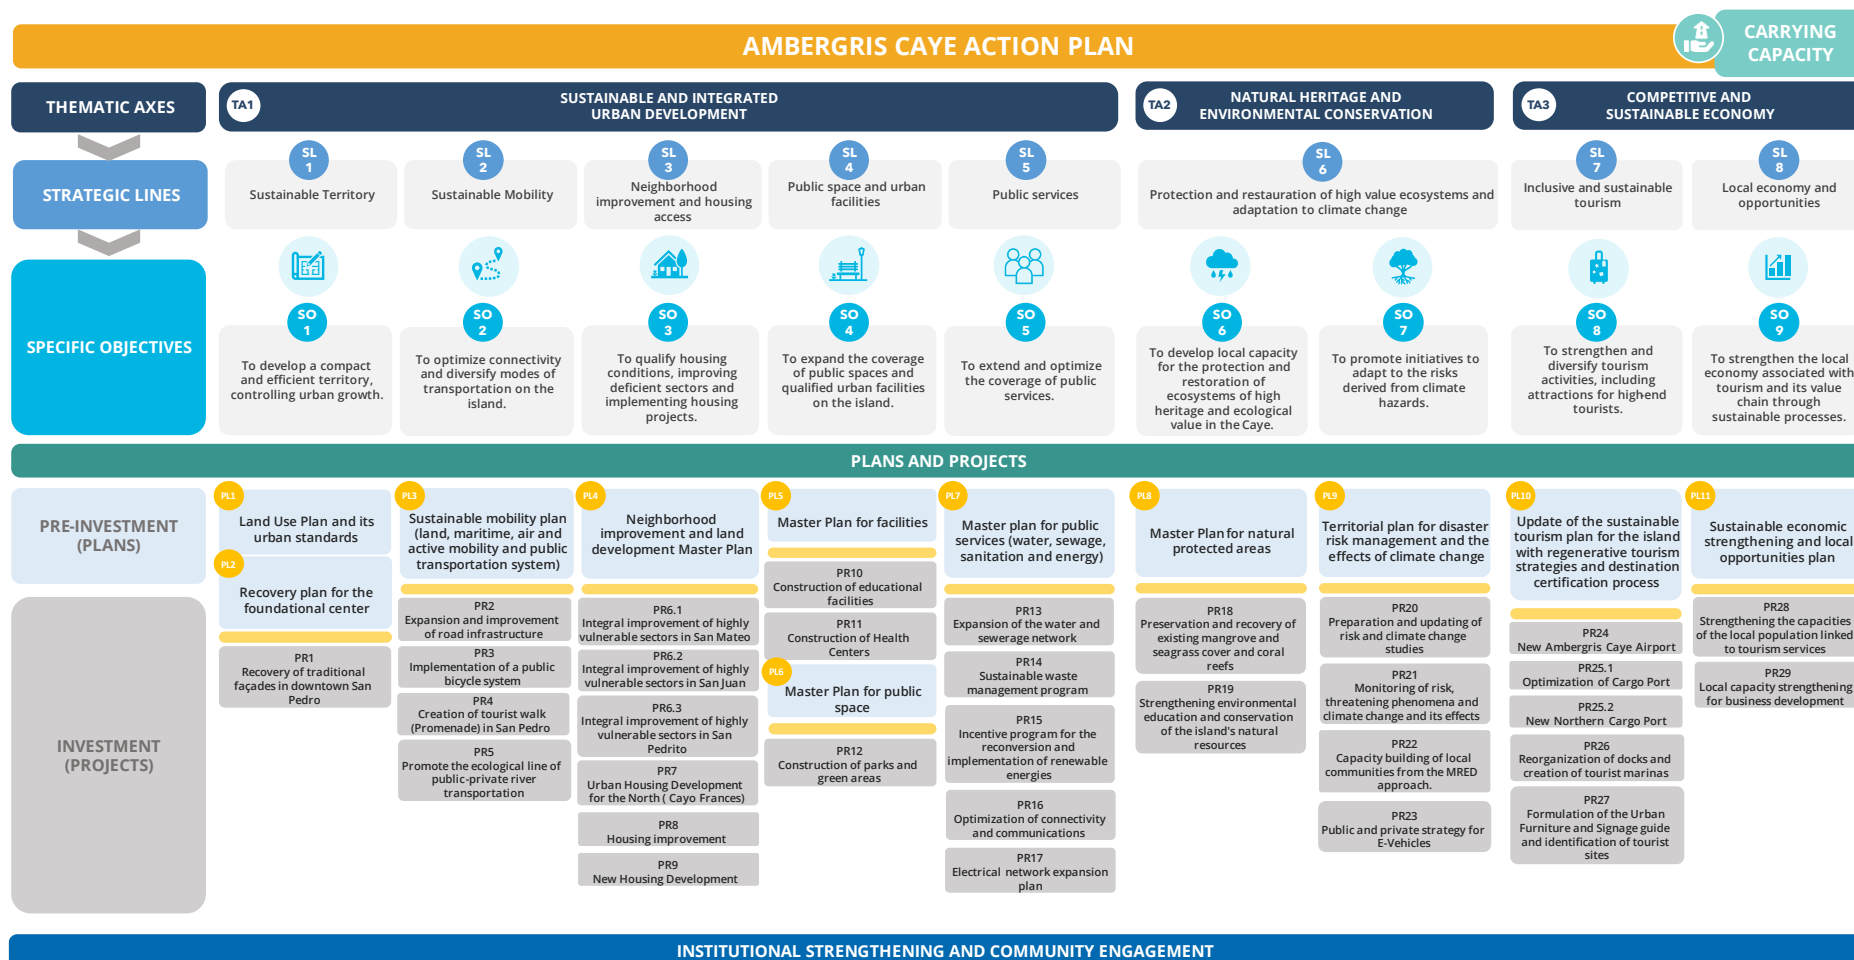 AMBERGRIS CAYE ACTION PLAN
CARRYING
CAPACITY
THEMATIC AXES
TA1
SUSTAINABLE AND INTEGRATED
URBAN DEVELOPMENT
TA2
NATURAL HERITAGE AND
ENVIRONMENTAL CONSERVATION
TA3
COMPETITIVE AND
SUSTAINABLE ECONOMY
STRATEGIC LINES
SL
1
Sustainable Territory
SL
2
Sustainable Mobility
SL
3
Neighborhood
improvement and housing
access
SL
4
Public space and urban
facilities
SL
5
Public services
SL
6
Protection and restauration of high value ecosystems and
adaptation to climate change
SL
7
Inclusive and sustainable
tourism
SL
8
Local economy and
opportunities
SPECIFIC OBJECTIVES
SO
1
To develop a compact
and efficient territory,
controlling urban growth.
SO
2
To optimize connectivity
and diversify modes of
transportation on the
island.
SO
3
To qualify housing
conditions, improving
deficient sectors and
implementing housing
projects.
SO
4
To expand the coverage
of public spaces and
qualified urban facilities
on the island.
SO
5
To extend and optimize
the coverage of public
services.
SO
6
To develop local capacity
for the protection and
restoration of
ecosystems of high
heritage and ecological
value in the Caye.
SO
7
To promote initiatives to
adapt to the risks
derived from climate
hazards.
SO
8
To strengthen and
diversify tourism
activities, including
attractions for highend
tourists.
SO
9
To strengthen the local
economy associated with
tourism and its value
chain through
sustainable processes.
PLANS AND PROJECTS
PRE-INVESTMENT
(PLANS)
INVESTMENT
(PROJECTS)
PL1
Land Use Plan and its
urban standards
PL2
Recovery plan for the
foundational center
PR1
Recovery of traditional
façades in downtown San
Pedro
PL3
Sustainable mobility plan
(land, maritime, air and
active mobility and public
transportation system)
PR2
Expansion and improvement
of road infrastructure
PR3
Implementation of a public
bicycle system
PR4
Creation of tourist walk
(Promenade) in San Pedro
PR5
Promote the ecological line of
public-private river
transportation
PL4
Neighborhood
improvement and land
development Master Plan
PR6.1
Integral improvement of highly
vulnerable sectors in San Mateo
PR6.2
Integral improvement of highly
vulnerable sectors in San Juan
PR6.3
Integral improvement of highly
vulnerable sectors in San
Pedrito
PR7
Urban Housing Development
for the North ( Cayo Frances)
PR8
Housing improvement
PR9
New Housing Development
PL5
Master Plan for facilities
PR10
Construction of educational
facilities
PR11
Construction of Health
Centers
PL6
Master Plan for public
space
PR12
Construction of parks and
green areas
PL7
Master plan for public
services (water, sewage,
sanitation and energy)
PR13
Expansion of the water and
sewerage network
PR14
Sustainable waste
management program
PR15
Incentive program for the
reconversion and
implementation of renewable
energies
PR16
Optimization of connectivity
and communications
PR17
Electrical network expansion
plan
PL8
Master Plan for natural
protected areas
PR18
Preservation and recovery of
existing mangrove and
seagrass cover and coral
reefs
PR19
Strengthening environmental
education and conservation
of the island's natural
resources
PL9
Territorial plan for disaster
risk management and the
effects of climate change
PR20
Preparation and updating of
risk and climate change
studies
PR21
Monitoring of risk,
threatening phenomena and
climate change and its effects
PR22
Capacity building of local
communities from the MRED
approach.
PR23
Public and private strategy for
E-Vehicles
PL10
Update of the sustainable
tourism plan for the island
with regenerative tourism
strategies and destination
certification process
PR24
New Ambergris Caye Airport
PR25.1
Optimization of Cargo Port
PR25.2
New Northern Cargo Port
PR26
Reorganization of docks and
creation of tourist marinas
PR27
Formulation of the Urban
Furniture and Signage guide
and identification of tourist
sites
PL11
Sustainable economic
strengthening and local
opportunities plan
PR28
Strengthening the capacities
of the local population linked
to tourism services
PR29
Local capacity strengthening
for business development
INSTITUTIONAL STRENGTHENING AND COMMUNITY ENGAGEMENT